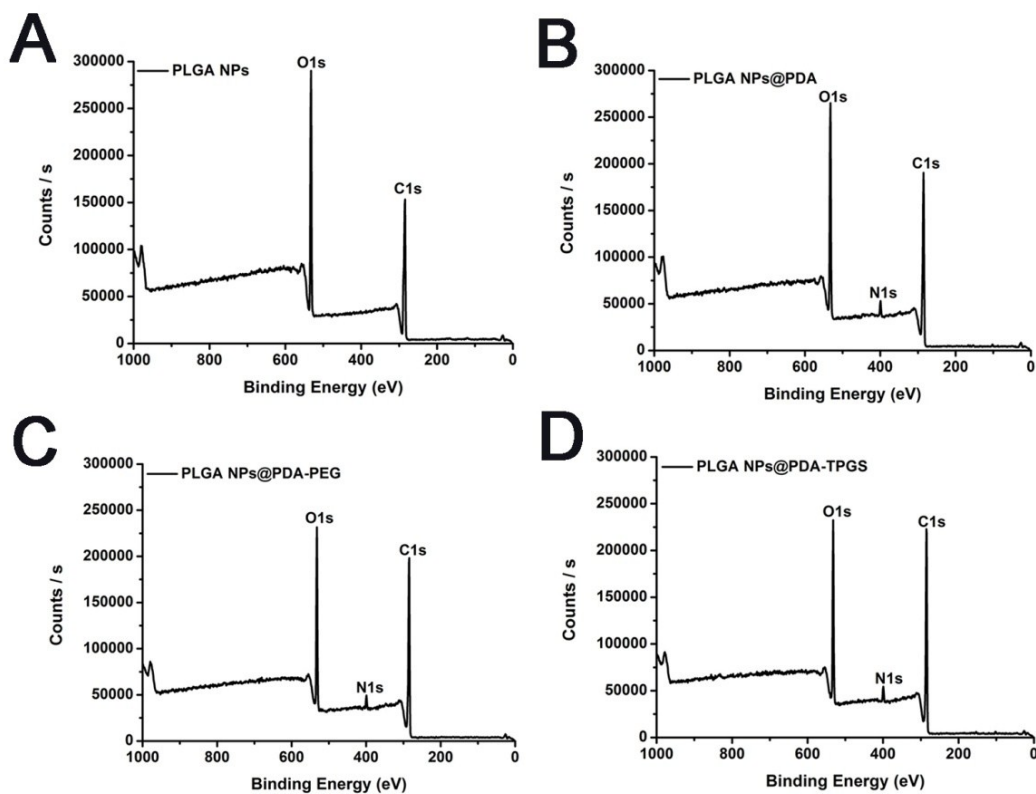 A
PLGA NPs
O1s
C1s
300000
250000
200000
150000
100000
50000
0
Counts / s
1000 800 600 400 200 0
Binding Energy (eV)
B
PLGA NPs@PDA
O1s
C1s
N1s
300000
250000
200000
150000
100000
50000
0
Counts / s
1000 800 600 400 200 0
Binding Energy (eV)
C
PLGA NPs@PDA-PEG
O1s
C1s
N1s
300000
250000
200000
150000
100000
50000
0
Counts / s
1000 800 600 400 200 0
Binding Energy (eV)
D
PLGA NPs@PDA-TPGS
O1s
C1s
N1s
300000
250000
200000
150000
100000
50000
0
Counts / s
1000 800 600 400 200 0
Binding Energy (eV)